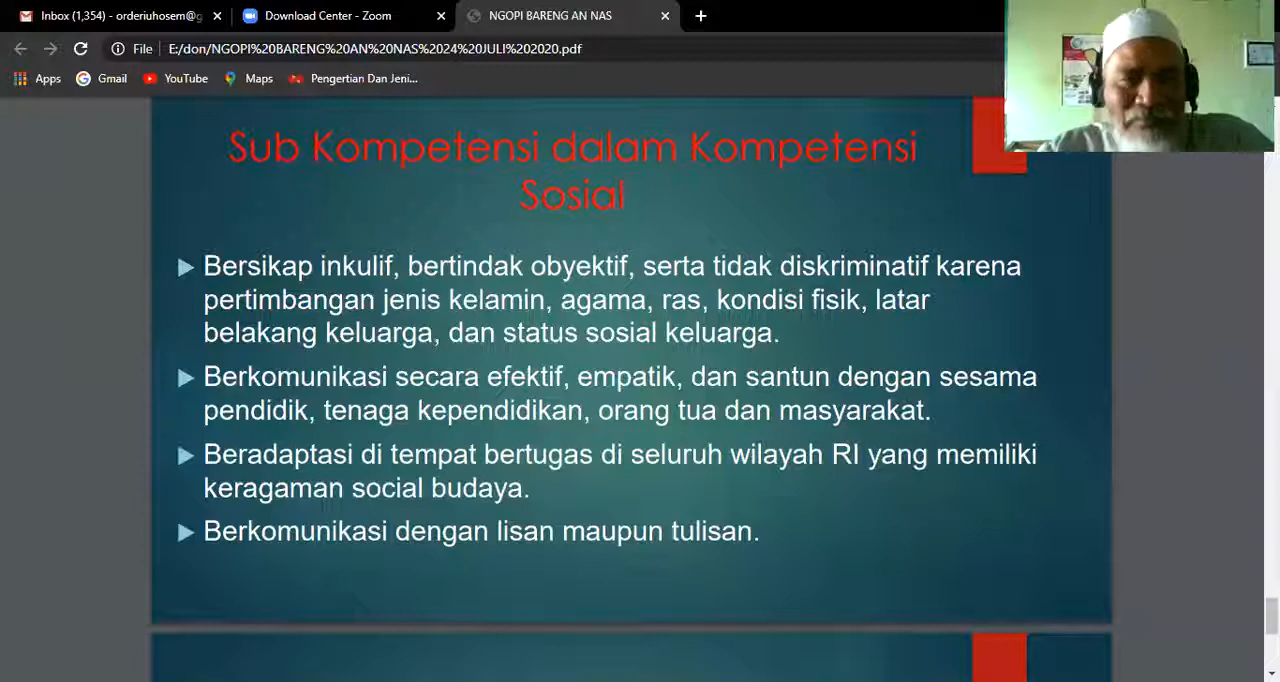 Inbox (1,354) - orderiuhosem@g
Download Center - Zoom
NGOPI BARENG AN NAS
File
E:/don/NGOPI%20BARENG%20AN%20NAS%2024%20JULI%202020.pdf
Apps
Gmail
YouTube
Maps
Pengertian Dan Jeni...
Sub Kompetensi dalam Kompetensi
Sosial
Bersikap inkulif, bertindak obyektif, serta tidak diskriminatif karena
pertimbangan jenis kelamin, agama, ras, kondisi fisik, latar
belakang keluarga, dan status sosial keluarga.
Berkomunikasi secara efektif, empatik, dan santun dengan sesama
pendidik, tenaga kependidikan, orang tua dan masyarakat.
Beradaptasi di tempat bertugas di seluruh wilayah RI yang memiliki
keragaman social budaya.
Berkomunikasi dengan lisan maupun tulisan.